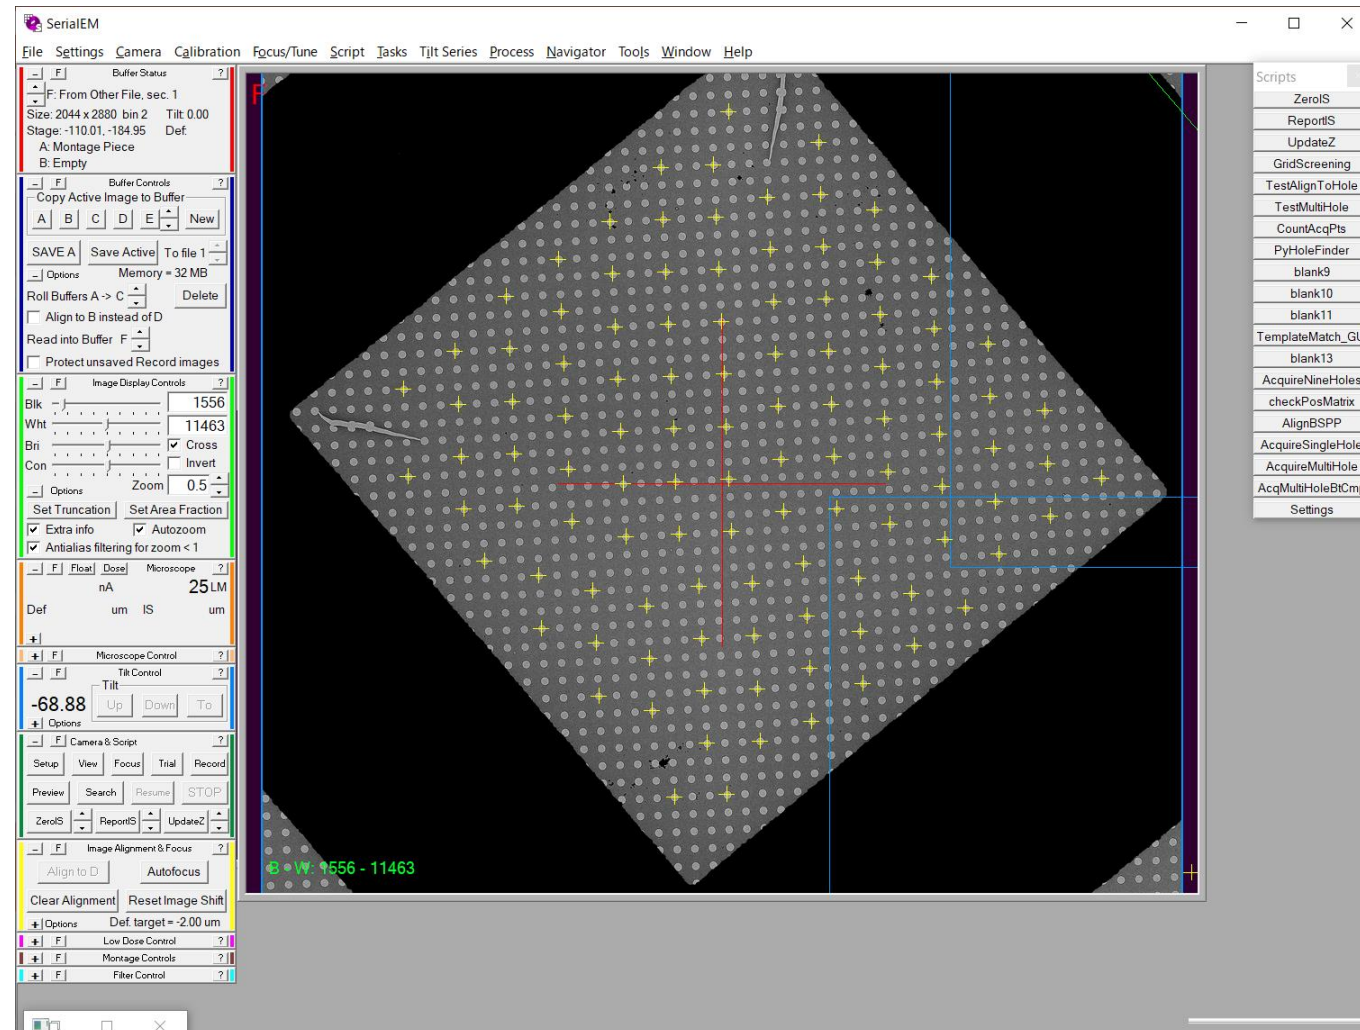 SerialEM
File Settings Camera Calibration Focus/Tune Script Tasks Tilt Series Process Navigator Tools Window Help
- F Buffer Status ?
F: From Other File, sec. 1
Size: 2044 x 2880 bin 2 Tilt: 0.00
Stage: -110.01, -184.95 Def:
A: Montage Piece
B: Empty
- F Buffer Controls ?
Copy Active Image to Buffer
A B C D E New
SAVE A Save Active To file 1
- Options Memory = 32 MB
Roll Buffers A -> C Delete
Align to B instead of D
Read into Buffer F
Protect unsaved Record images
- F Image Display Controls ?
Blk 1556
Wht 11463
Bri Cross
Con Invert
- Options Zoom 0.5
Set Truncation Set Area Fraction
Extra info Autozoom
Antialias filtering for zoom < 1
- F Float Dose Microscope ?
nA 25 LM
Def um IS um
+
+ F Microscope Control ?
- F Tilt Control ?
Tilt
-68.88 Up Down To
+ Options
- F Camera & Script ?
Setup View Focus Trial Record
Preview Search Resume STOP
ZeroIS ReportIS UpdateZ
- F Image Alignment & Focus ?
Align to D Autofocus
Clear Alignment Reset Image Shift
+ Options Def. target = -2.00 um
+ F Low Dose Control ?
+ F Montage Controls ?
+ F Filter Control ?
F
B - W: 1556 - 11463
Scripts
ZeroIS
ReportIS
UpdateZ
GridScreening
TestAlignToHole
TestMultiHole
CountAcqPts
PyHoleFinder
blank9
blank10
blank11
TemplateMatch_GU
blank13
AcquireNineHoles
checkPosMatrix
AlignBSPP
AcquireSingleHole
AcquireMultiHole
AcqMultiHoleBtCm
Settings